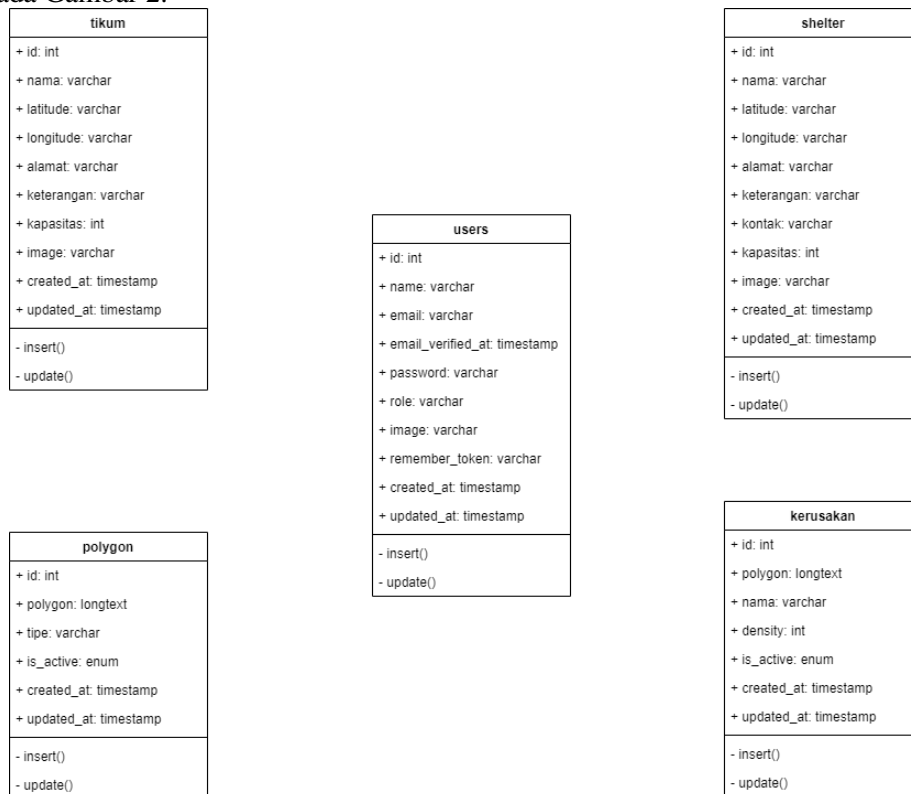 ada Gambar 2.
tikum
+ id: int
+ nama: varchar
+ latitude: varchar
+ longitude: varchar
+ alamat: varchar
+ keterangan: varchar
+ kapasitas: int
+ image: varchar
+ created_at: timestamp
+ updated_at: timestamp
- insert()
- update()
shelter
+ id: int
+ nama: varchar
+ latitude: varchar
+ longitude: varchar
+ alamat: varchar
+ keterangan: varchar
+ kontak: varchar
+ kapasitas: int
+ image: varchar
+ created_at: timestamp
+ updated_at: timestamp
- insert()
- update()
users
+ id: int
+ name: varchar
+ email: varchar
+ email_verified_at: timestamp
+ password: varchar
+ role: varchar
+ image: varchar
+ remember_token: varchar
+ created_at: timestamp
+ updated_at: timestamp
- insert()
- update()
polygon
+ id: int
+ polygon: longtext
+ tipe: varchar
+ is_active: enum
+ created_at: timestamp
+ updated_at: timestamp
- insert()
- update()
kerusakan
+ id: int
+ polygon: longtext
+ nama: varchar
+ density: int
+ is_active: enum
+ created_at: timestamp
+ updated_at: timestamp
- insert()
- update()